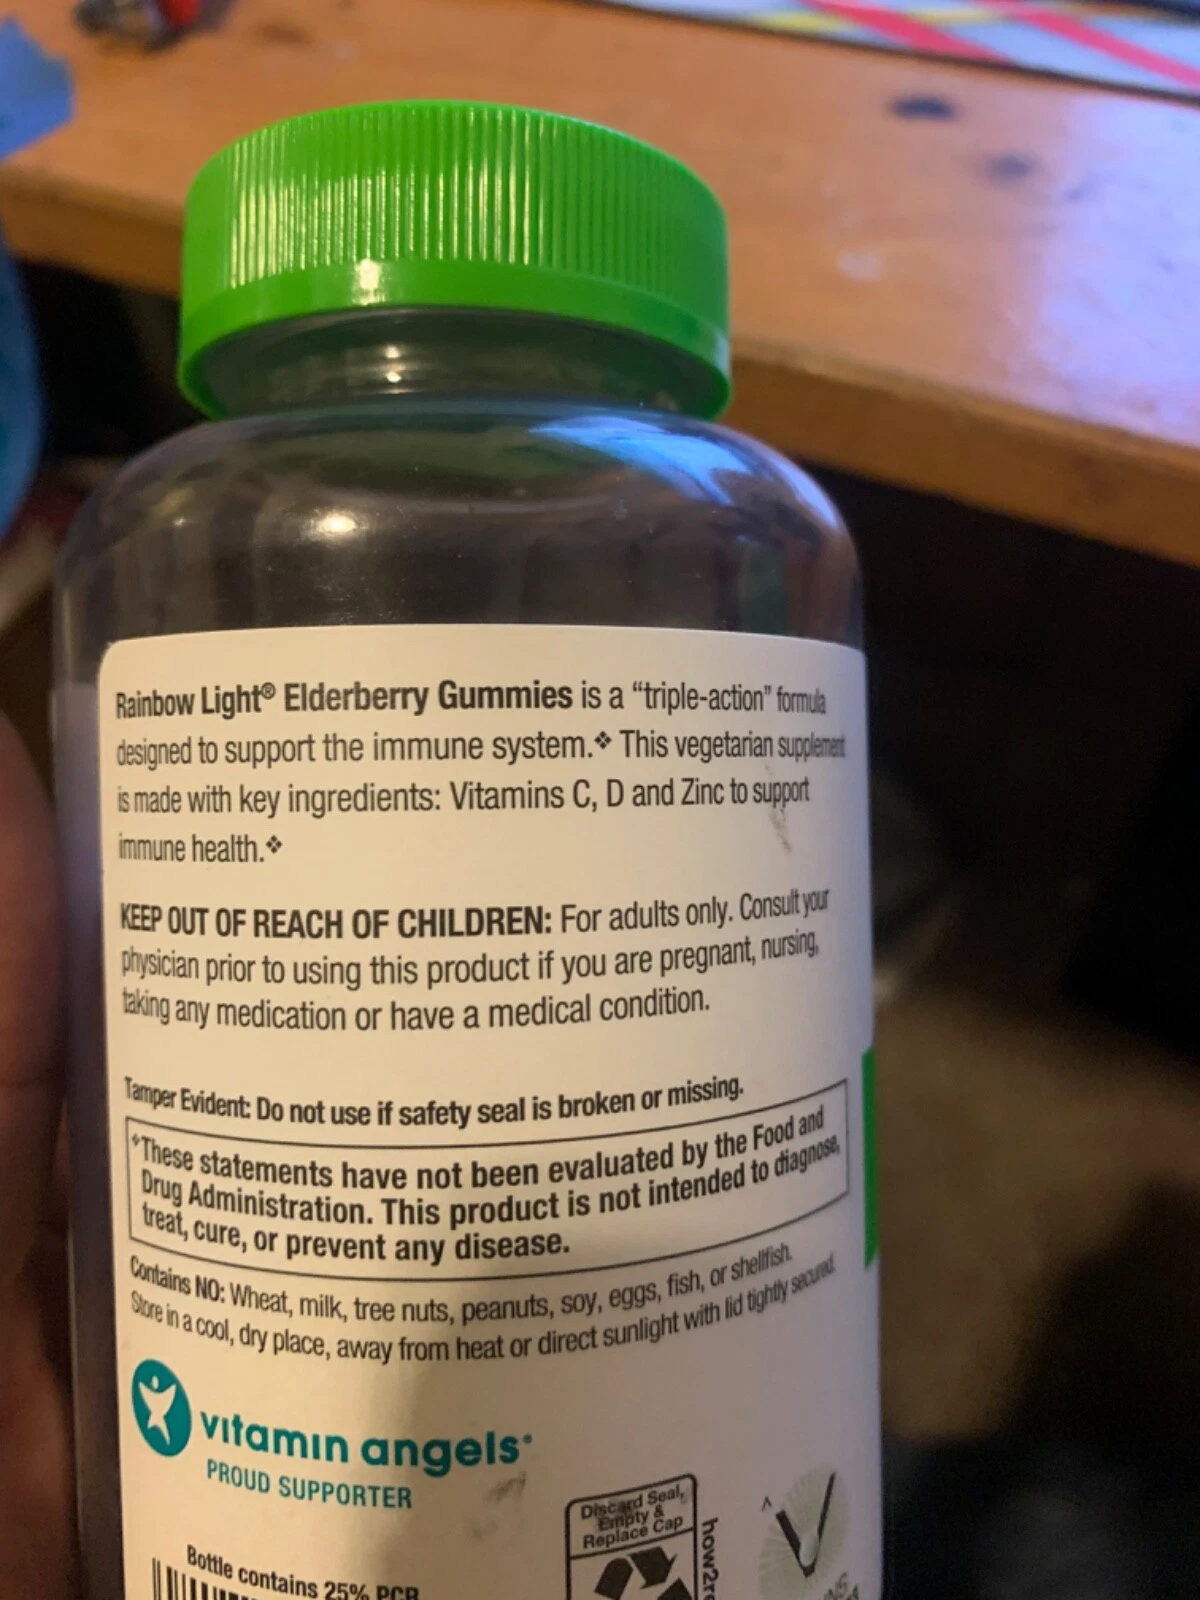 Rainbow Light® Elderberry Gummies is a “triple-action” formula
designed to support the immune system.❖ This vegetarian supplement
is made with key ingredients: Vitamins C, D and Zinc to support
immune health.❖
KEEP OUT OF REACH OF CHILDREN: For adults only. Consult your
physician prior to using this product if you are pregnant, nursing,
taking any medication or have a medical condition.
Tamper Evident: Do not use if safety seal is broken or missing.
❖These statements have not been evaluated by the Food and
Drug Administration. This product is not intended to diagnose,
treat, cure, or prevent any disease.
Contains NO: Wheat, milk, tree nuts, peanuts, soy, eggs, fish, or shellfish.
Store in a cool, dry place, away from heat or direct sunlight with lid tightly secured.
vitamin angels®
PROUD SUPPORTER
Discard Seal,
Empty &
Replace Cap
Bottle contains 25% PCR